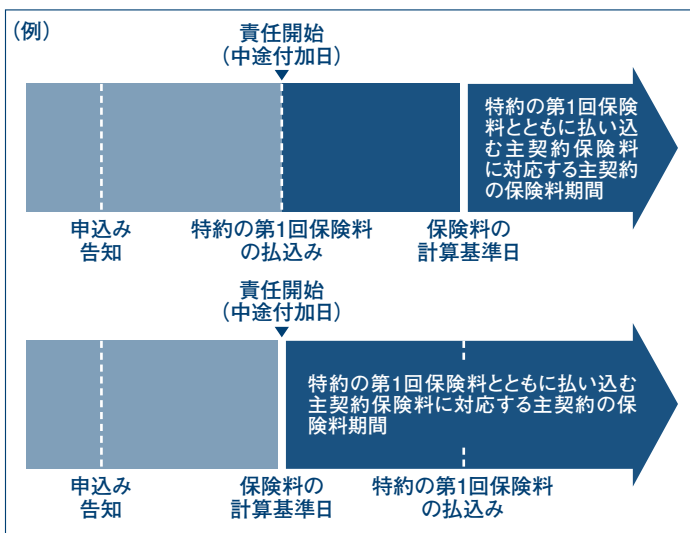 (例)
責任開始
(中途付加日)
特約の第1回保険
料とともに払い込
む主契約保険料
に対応する主契約
の保険料期間
申込み
告知
特約の第1回保険料
の払込み
保険料の
計算基準日
責任開始
(中途付加日)
特約の第1回保険料とともに払い込む
主契約保険料に対応する主契約の保
険料期間
申込み
告知
保険料の
計算基準日
特約の第1回保険料
の払込み